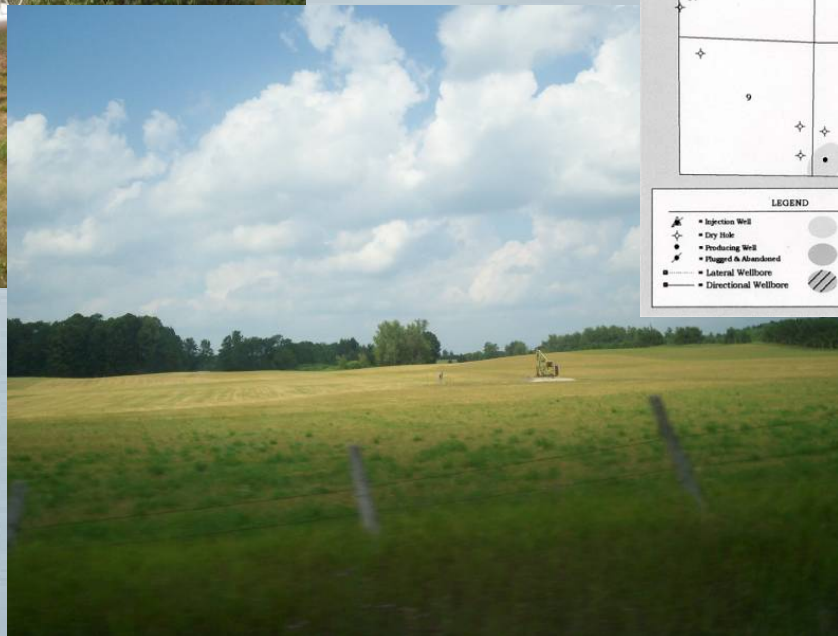 9
LEGEND
= Injection Well
= Dry Hole
= Producing Well
= Plugged & Abandoned
= Lateral Wellbore
= Directional Wellbore